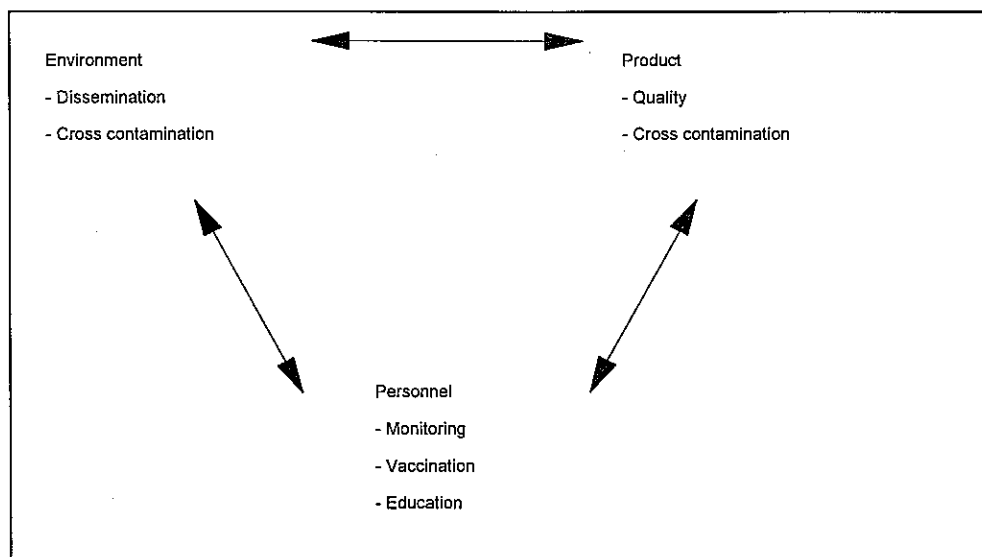 Environment
- Dissemination
- Cross contamination
Product
- Quality
- Cross contamination
Personnel
- Monitoring
- Vaccination
- Education